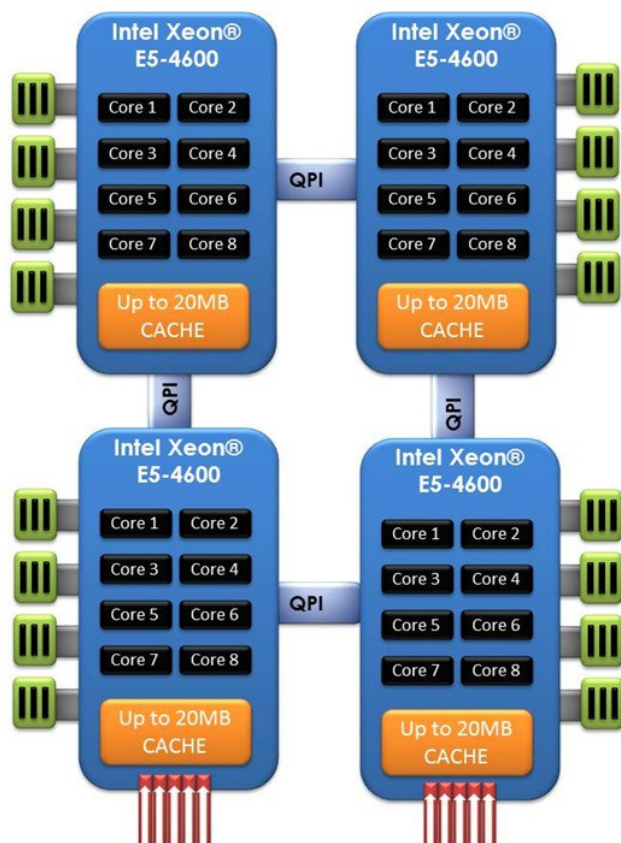 Intel Xeon®
E5-4600
Core 1 Core 2
Core 3 Core 4
Core 5 Core 6
Core 7 Core 8
Up to 20MB
CACHE
QPI
Intel Xeon®
E5-4600
Core 1 Core 2
Core 3 Core 4
Core 5 Core 6
Core 7 Core 8
Up to 20MB
CACHE
QPI
QPI
Intel Xeon®
E5-4600
Core 1 Core 2
Core 3 Core 4
Core 5 Core 6
Core 7 Core 8
Up to 20MB
CACHE
QPI
Intel Xeon®
E5-4600
Core 1 Core 2
Core 3 Core 4
Core 5 Core 6
Core 7 Core 8
Up to 20MB
CACHE